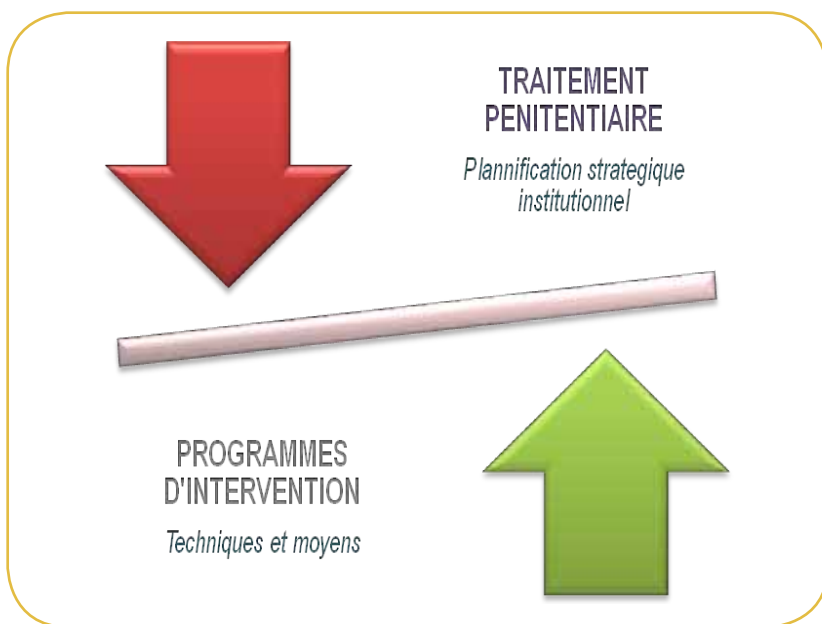 TRAITEMENT
PENITENTIAIRE
Plannification strategique
institutionnel
PROGRAMMES
D'INTERVENTION
Techniques et moyens